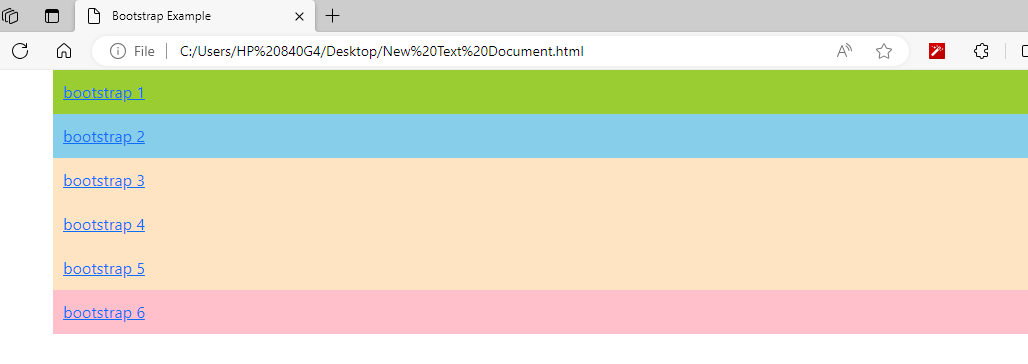 Bootstrap Example
File C:/Users/HP%20840G4/Desktop/New%20Text%20Document.html
bootstrap 1
bootstrap 2
bootstrap 3
bootstrap 4
bootstrap 5
bootstrap 6